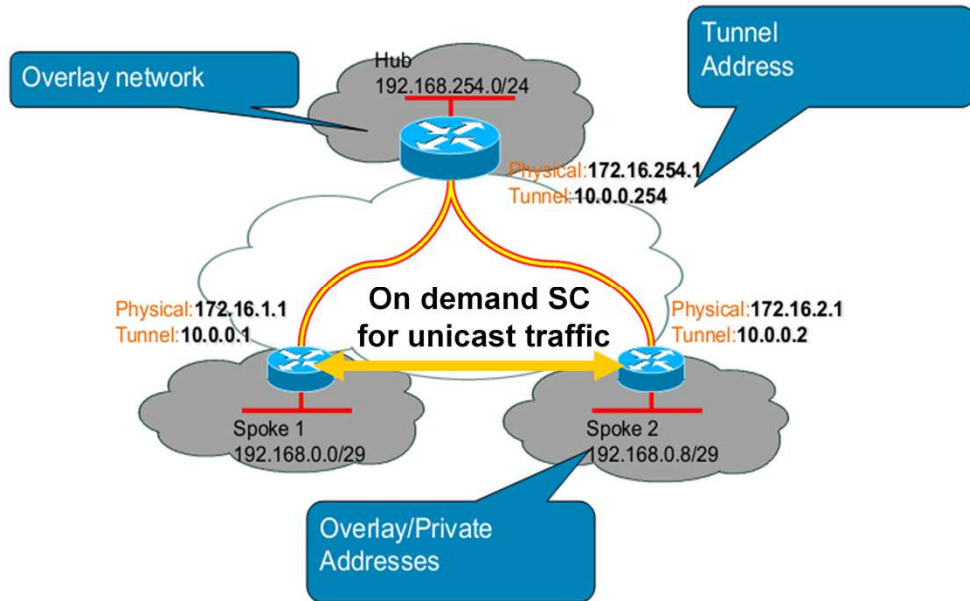 Overlay network
Hub
192.168.254.0/24
Tunnel
Address
Physical:172.16.254.1
Tunnel:10.0.0.254
Physical:172.16.1.1
Tunnel:10.0.0.1
On demand SC
for unicast traffic
Physical:172.16.2.1
Tunnel:10.0.0.2
Spoke 1
192.168.0.0/29
Spoke 2
192.168.0.8/29
Overlay/Private
Addresses